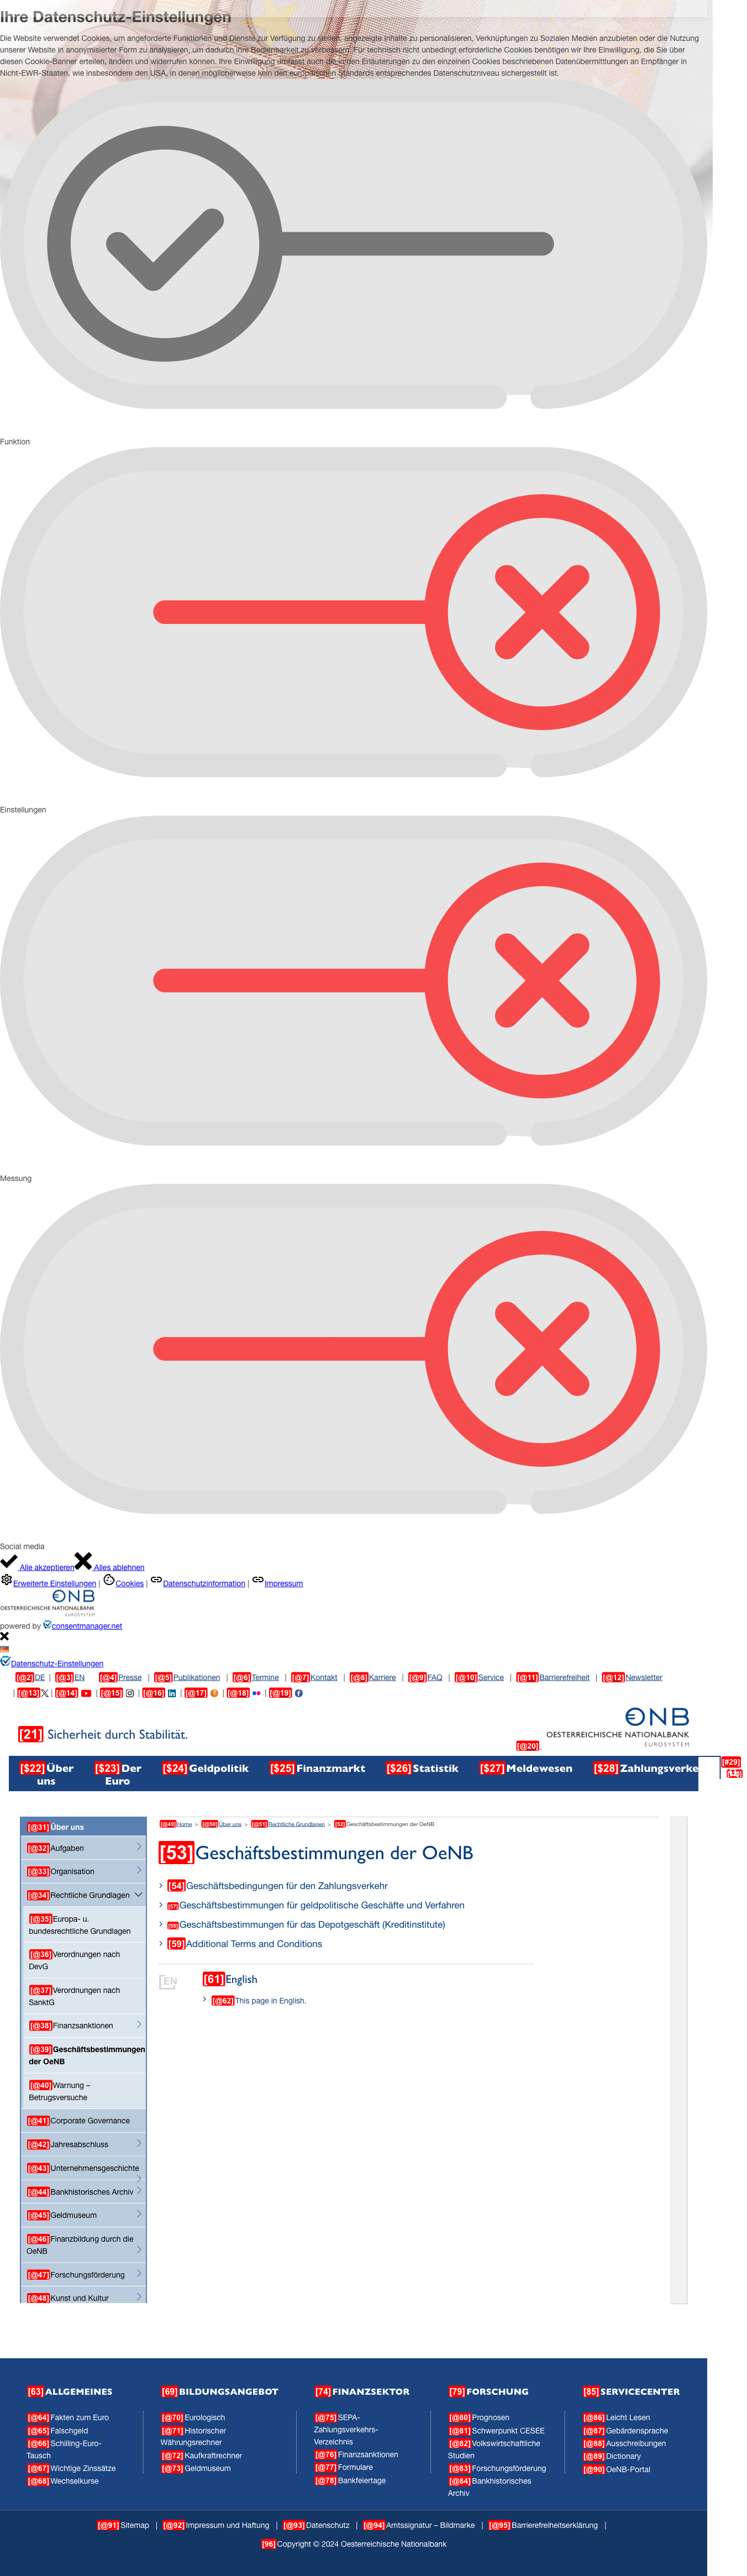 Ihre Datenschutz-Einstellungen
Die Website verwendet Cookies, um angeforderte Funktionen und Dienste zur Verfügung zu stellen, angezeigte Inhalte zu personalisieren, Verknüpfungen zu Sozialen Medien anzubieten oder die Nutzung
unserer Website in anonymisierter Form zu analysieren, um dadurch ihre Bedienbarkeit zu verbessern. Für technisch nicht unbedingt erforderliche Cookies benötigen wir Ihre Einwilligung, die Sie über
diesen Cookie-Banner erteilen, ändern und widerrufen können. Ihre Einwilligung umfasst auch die in den Erläuterungen zu den einzelnen Cookies beschriebenen Datenübermittlungen an Empfänger in
Nicht-EWR-Staaten, wie insbesondere den USA, in denen möglicherweise kein den europäischen Standards entsprechendes Datenschutzniveau sichergestellt ist.
Funktion
Einstellungen
Messung
Social media
Alle akzeptieren Alles ablehnen
Erweiterte Einstellungen | Cookies | Datenschutzinformation | Impressum
ŒNB
OESTERREICHISCHE NATIONALBANK
EUROSYSTEM
powered by consentmanager.net
Datenschutz-Einstellungen
[@2]DE | [@3]EN [@4]Presse | [@5]Publikationen | [@6]Termine | [@7]Kontakt | [@8]Karriere | [@9]FAQ | [@10]Service | [@11]Barrierefreiheit | [@12]Newsletter
| [@13] | [@14] | [@15] | [@16] | [@17] | [@18] | [@19]
[21] Sicherheit durch Stabilität.
[@20]
ŒNB
OESTERREICHISCHE NATIONALBANK
EUROSYSTEM
[$22]Über uns [$23]Der Euro [$24]Geldpolitik [$25]Finanzmarkt [$26]Statistik [$27]Meldewesen [$28]Zahlungsverke [#29]
[@31]Über uns
[@32]Aufgaben
[@33]Organisation
[@34]Rechtliche Grundlagen
[@35]Europa- u.
bundesrechtliche Grundlagen
[@36]Verordnungen nach
DevG
[@37]Verordnungen nach
SanktG
[@38]Finanzsanktionen
[@39]Geschäftsbestimmungen
der OeNB
[@40]Warnung –
Betrugsversuche
[@41]Corporate Governance
[@42]Jahresabschluss
[@43]Unternehmensgeschichte
[@44]Bankhistorisches Archiv
[@45]Geldmuseum
[@46]Finanzbildung durch die
OeNB
[@47]Forschungsförderung
[@48]Kunst und Kultur
[@49]Home > [@50]Über uns > [@51]Rechtliche Grundlagen > [52]Geschäftsbestimmungen der OeNB
[53]Geschäftsbestimmungen der OeNB
[54]Geschäftsbedingungen für den Zahlungsverkehr
[57]Geschäftsbestimmungen für geldpolitische Geschäfte und Verfahren
[58]Geschäftsbestimmungen für das Depotgeschäft (Kreditinstitute)
[59]Additional Terms and Conditions
EN
[61]English
[@62]This page in English.
[63]ALLGEMEINES
[@64]Fakten zum Euro
[@65]Falschgeld
[@66]Schilling-Euro-
Tausch
[@67]Wichtige Zinssätze
[@68]Wechselkurse
[69]BILDUNGSANGEBOT
[@70]Eurologisch
[@71]Historischer
Währungsrechner
[@72]Kaufkraftrechner
[@73]Geldmuseum
[74]FINANZSEKTOR
[@75]SEPA-
Zahlungsverkehrs-
Verzeichnis
[@76]Finanzsanktionen
[@77]Formulare
[@78]Bankfeiertage
[79]FORSCHUNG
[@80]Prognosen
[@81]Schwerpunkt CESEE
[@82]Volkswirtschaftliche
Studien
[@83]Forschungsförderung
[@84]Bankhistorisches
Archiv
[85]SERVICECENTER
[@86]Leicht Lesen
[@87]Gebärdensprache
[@88]Ausschreibungen
[@89]Dictionary
[@90]OeNB-Portal
[@91]Sitemap | [@92]Impressum und Haftung | [@93]Datenschutz | [@94]Amtssignatur – Bildmarke | [@95]Barrierefreiheitserklärung |
[96]Copyright © 2024 Oesterreichische Nationalbank